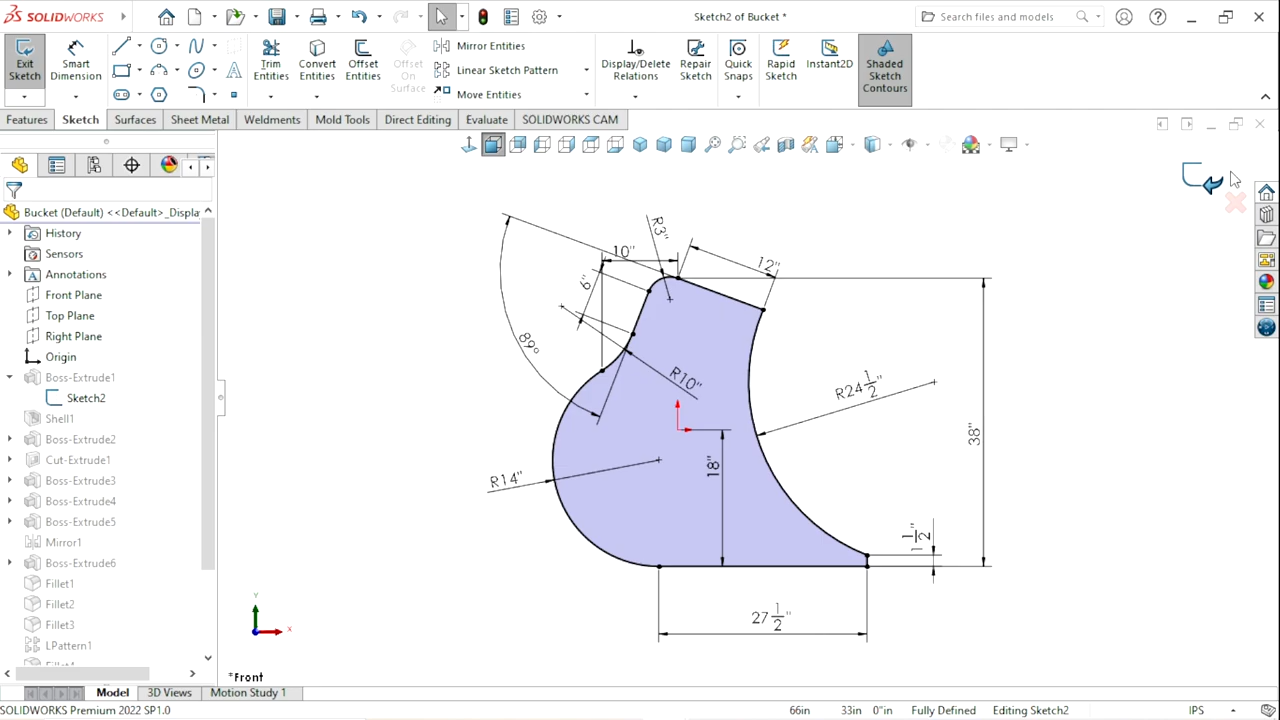 SOLIDWORKS
Sketch2 of Bucket *
Search files and models
Exit Sketch
Smart Dimension
Trim Entities
Convert Entities
Offset Entities
Offset On Surface
Mirror Entities
Linear Sketch Pattern
Move Entities
Display/Delete Relations
Repair Sketch
Quick Snaps
Rapid Sketch
Instant2D
Shaded Sketch Contours
Features Sketch Surfaces Sheet Metal Weldments Mold Tools Direct Editing Evaluate SOLIDWORKS CAM
Bucket (Default) <<Default>_Displa
History
Sensors
Annotations
Front Plane
Top Plane
Right Plane
Origin
Boss-Extrude1
Sketch2
Shell1
Boss-Extrude2
Cut-Extrude1
Boss-Extrude3
Boss-Extrude4
Boss-Extrude5
Mirror1
Boss-Extrude6
Fillet1
Fillet2
Fillet3
LPattern1
Fillet4
R3"
10"
12"
6"
89°
R10"
R24 1/2"
38"
18"
R14"
1 1/2"
27 1/2"
Y
X
*Front
Model 3D Views Motion Study 1
SOLIDWORKS Premium 2022 SP1.0
66in 33in 0"in Fully Defined Editing Sketch2 IPS